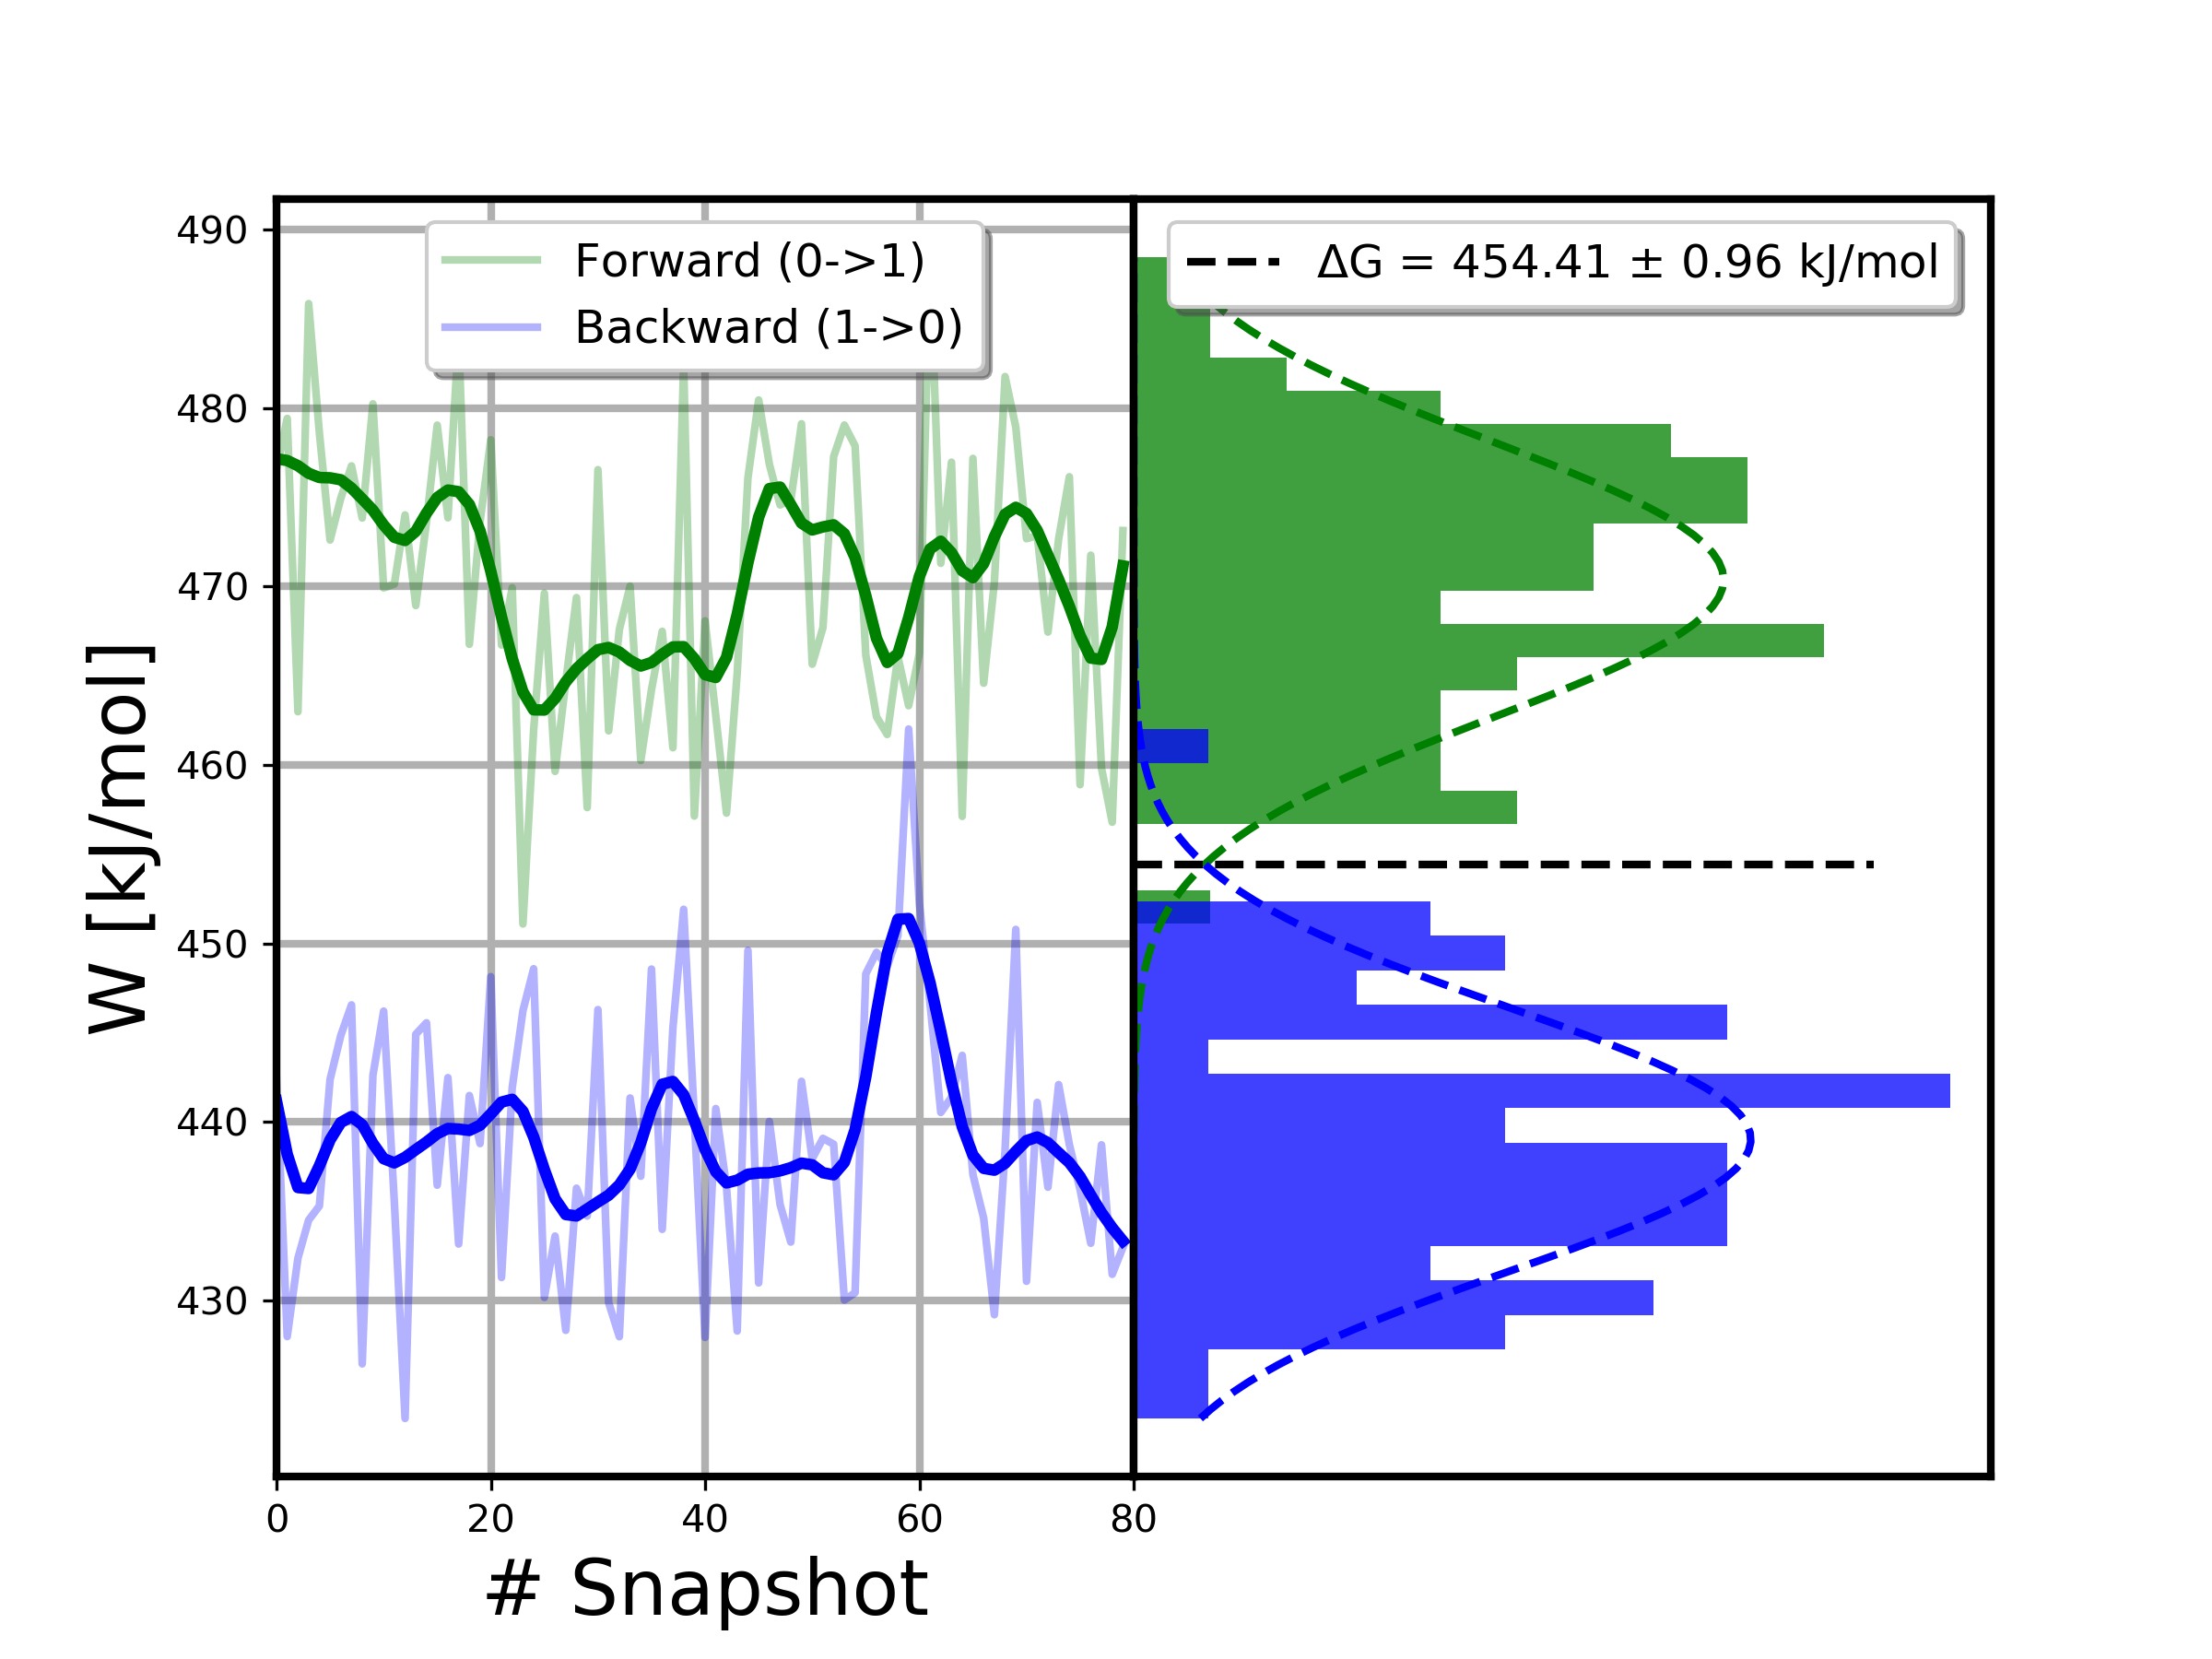 Forward (0->1)
Backward (1->0)
ΔG = 454.41 ± 0.96 kJ/mol
W [kJ/mol]
490
480
470
460
450
440
430
0 20 40 60 80
# Snapshot